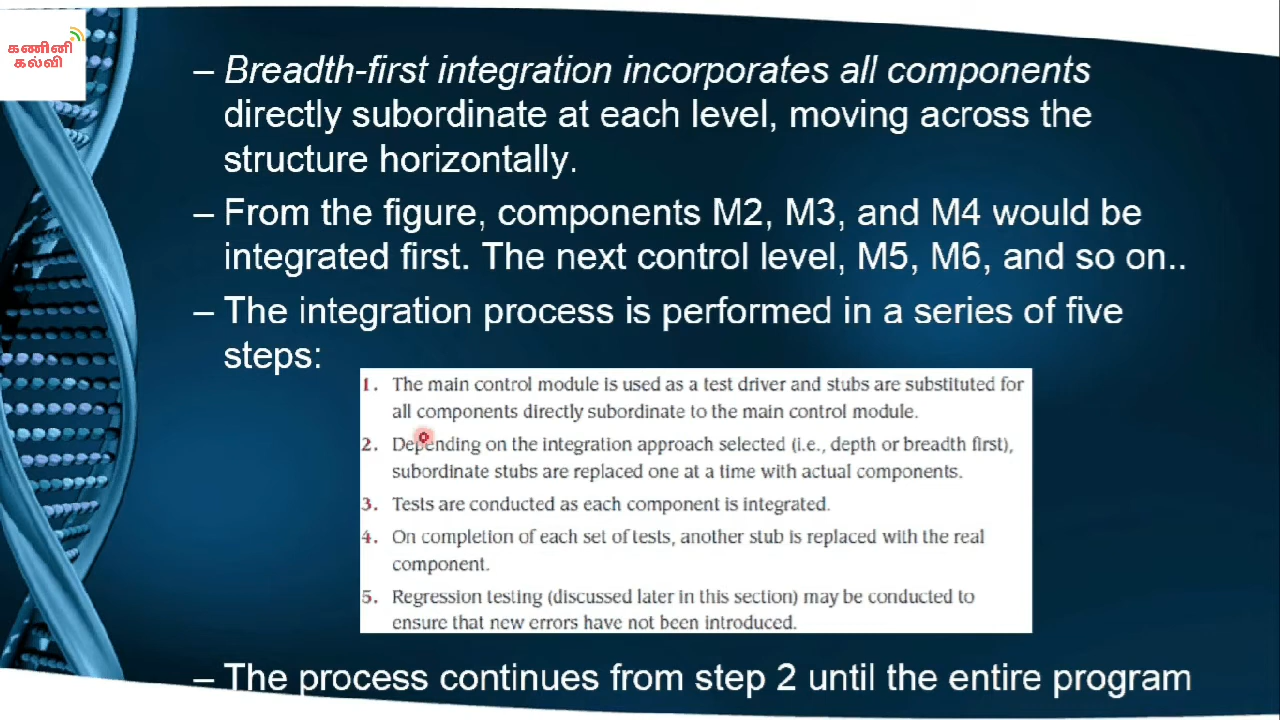 கணினி
கல்வி
– Breadth-first integration incorporates all components
directly subordinate at each level, moving across the
structure horizontally.
– From the figure, components M2, M3, and M4 would be
integrated first. The next control level, M5, M6, and so on..
– The integration process is performed in a series of five
steps:
1. The main control module is used as a test driver and stubs are substituted for
all components directly subordinate to the main control module.
2. Depending on the integration approach selected (i.e., depth or breadth first),
subordinate stubs are replaced one at a time with actual components.
3. Tests are conducted as each component is integrated.
4. On completion of each set of tests, another stub is replaced with the real
component.
5. Regression testing (discussed later in this section) may be conducted to
ensure that new errors have not been introduced.
– The process continues from step 2 until the entire program